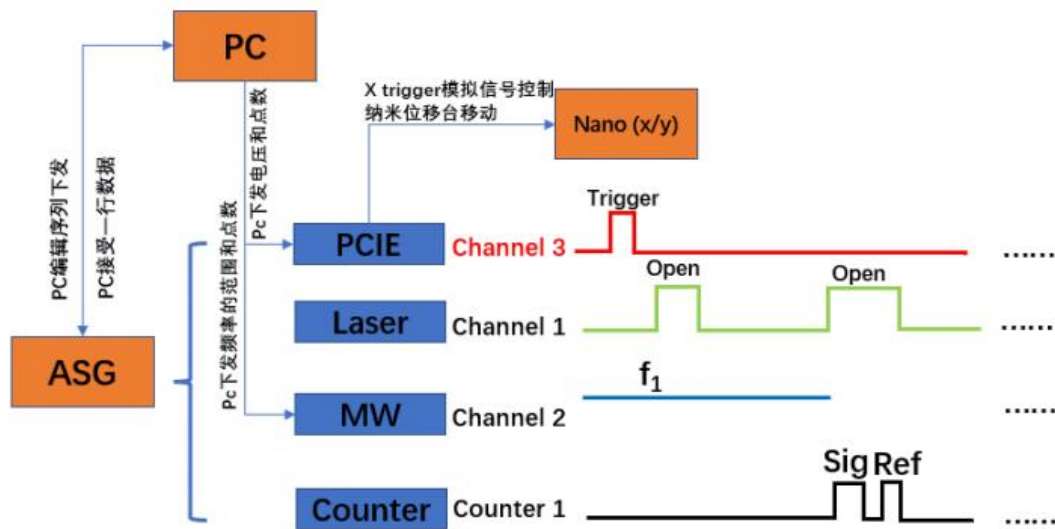 PC
X trigger模拟信号控制
纳米位移台移动
Nano (x/y)
PC编辑序列下发
PC接受一行数据
Pc下发频率的范围和点数
Pc下发电压和点数
Trigger
PCIE
Channel 3
……
Open
Open
Laser
Channel 1
……
ASG
f1
MW
Channel 2
……
Sig Ref
Counter
Counter 1
……